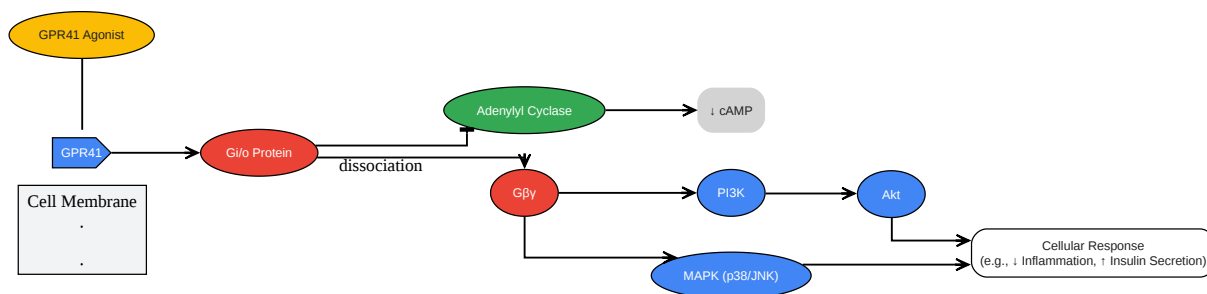 GPR41 Agonist
Adenylyl Cyclase
↓ cAMP
GPR41
Gi/o Protein
dissociation
Cell Membrane
.
.
Gβγ
PI3K
Akt
Cellular Response
(e.g., ↓ Inflammation, ↑ Insulin Secretion)
MAPK (p38/JNK)